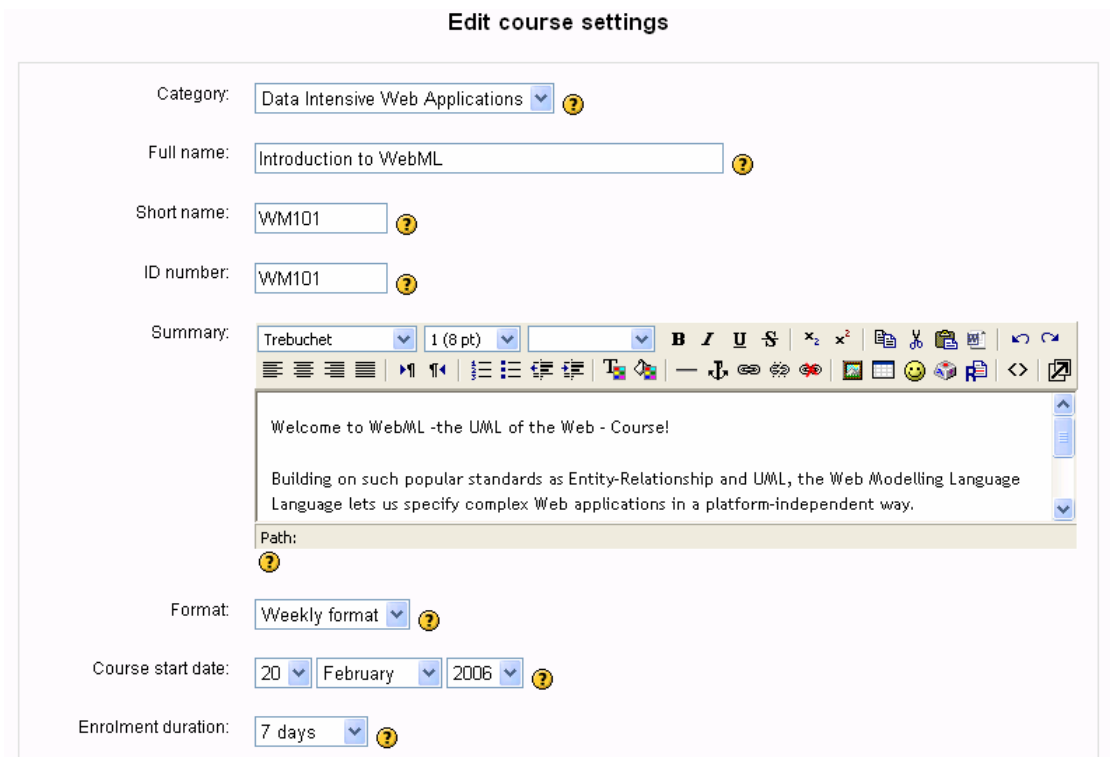 Edit course settings
Category: Data Intensive Web Applications
Full name: Introduction to WebML
Short name: WM101
ID number: WM101
Summary: Trebuchet 1 (8 pt) B I U S x₂ x²
Welcome to WebML -the UML of the Web - Course!
Building on such popular standards as Entity-Relationship and UML, the Web Modelling Language
Language lets us specify complex Web applications in a platform-independent way.
Path:
Format: Weekly format
Course start date: 20 February 2006
Enrolment duration: 7 days